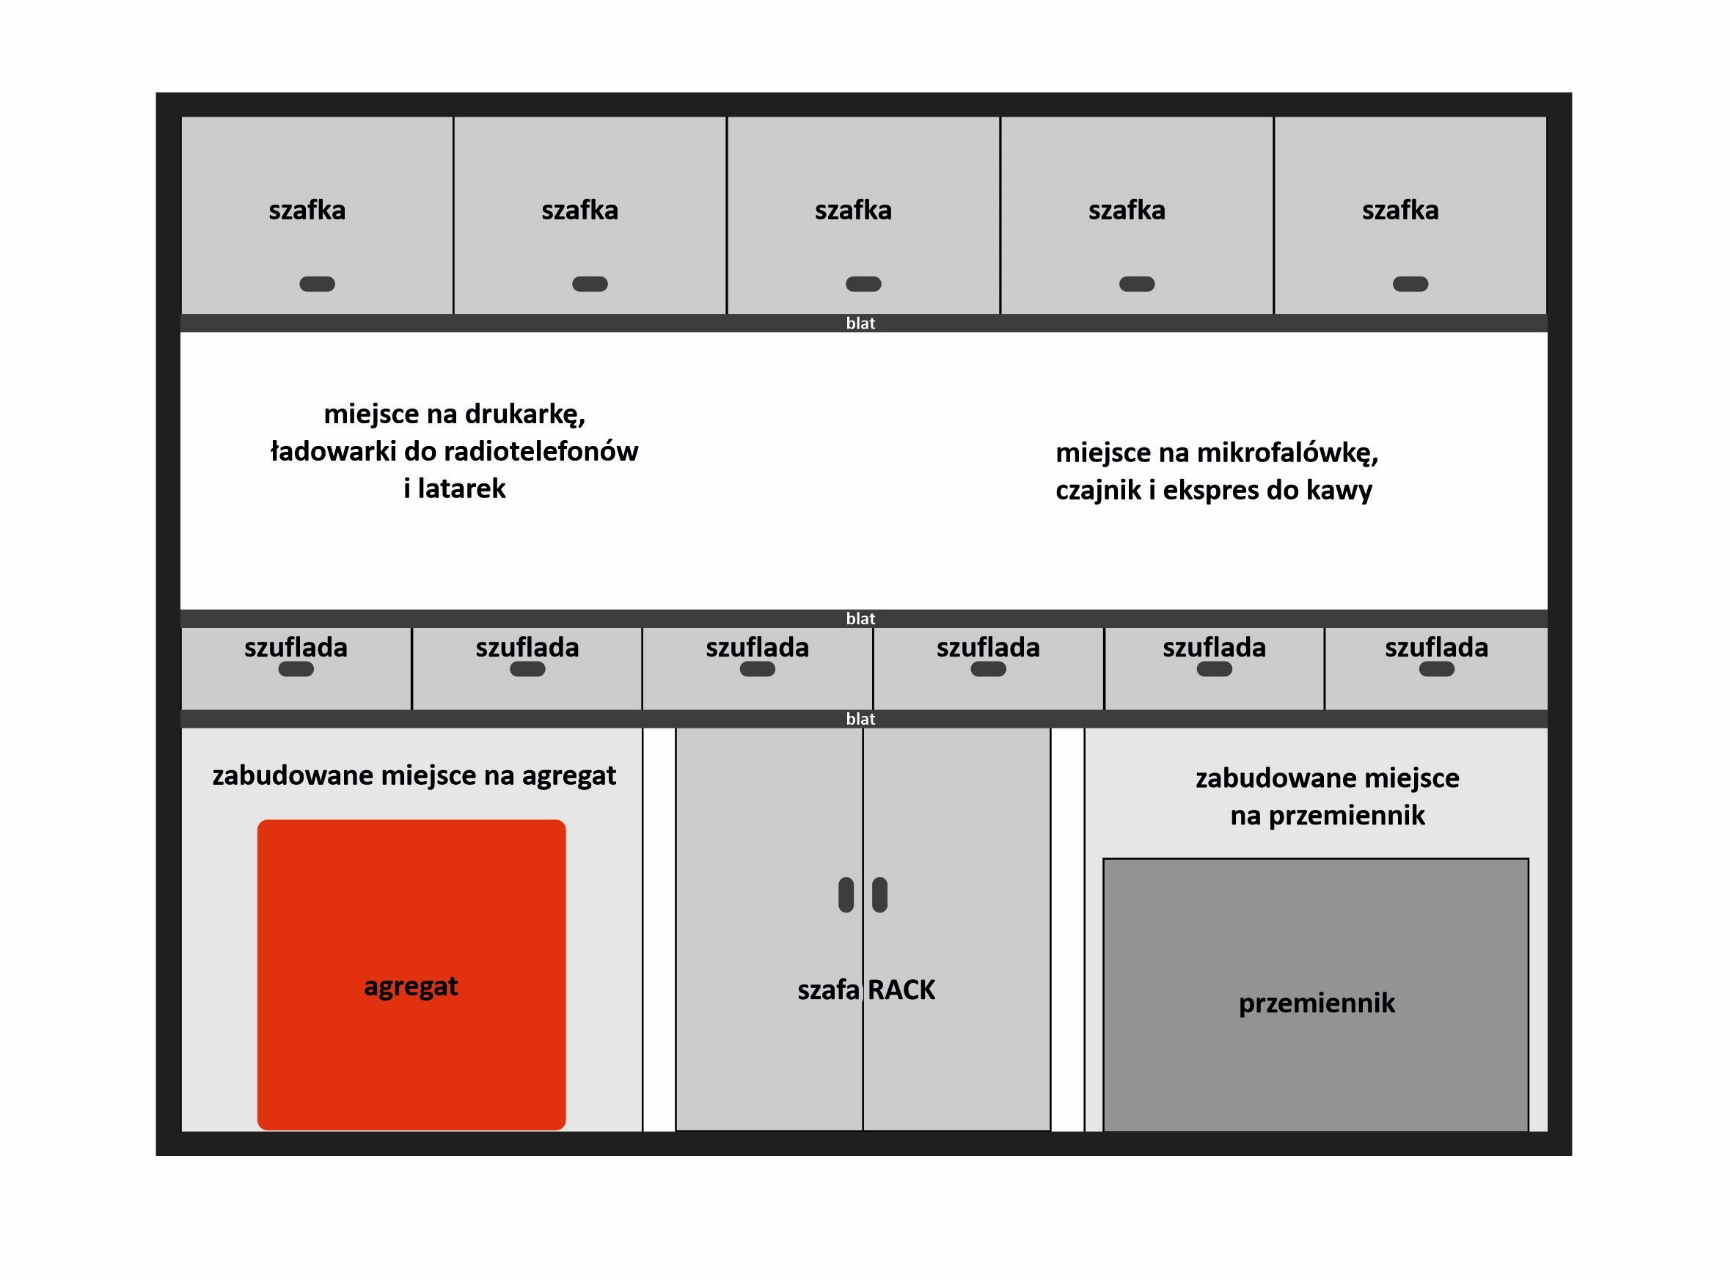 szafka
szafka
szafka
szafka
szafka
blat
miejsce na drukarkę,
ładowarki do radiotelefonów
i latarek
miejsce na mikrofalówkę,
czajnik i ekspres do kawy
blat
szuflada
szuflada
szuflada
szuflada
szuflada
szuflada
blat
zabudowane miejsce na agregat
agregat
szafa RACK
zabudowane miejsce
na przemiennik
przemiennik